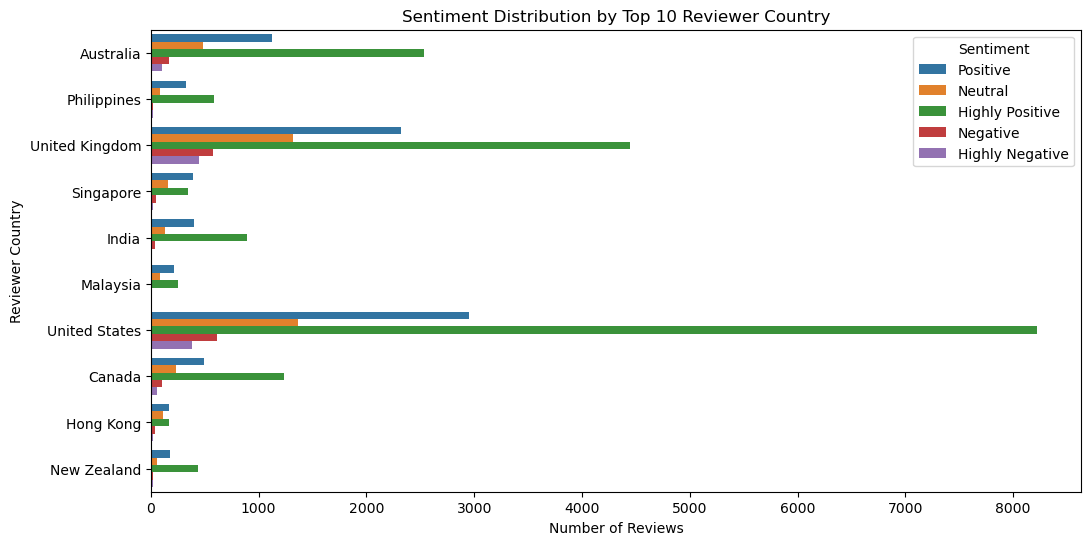 Sentiment Distribution by Top 10 Reviewer Country
Reviewer Country
Australia
Philippines
United Kingdom
Singapore
India
Malaysia
United States
Canada
Hong Kong
New Zealand
Sentiment
Positive
Neutral
Highly Positive
Negative
Highly Negative
0 1000 2000 3000 4000 5000 6000 7000 8000
Number of Reviews